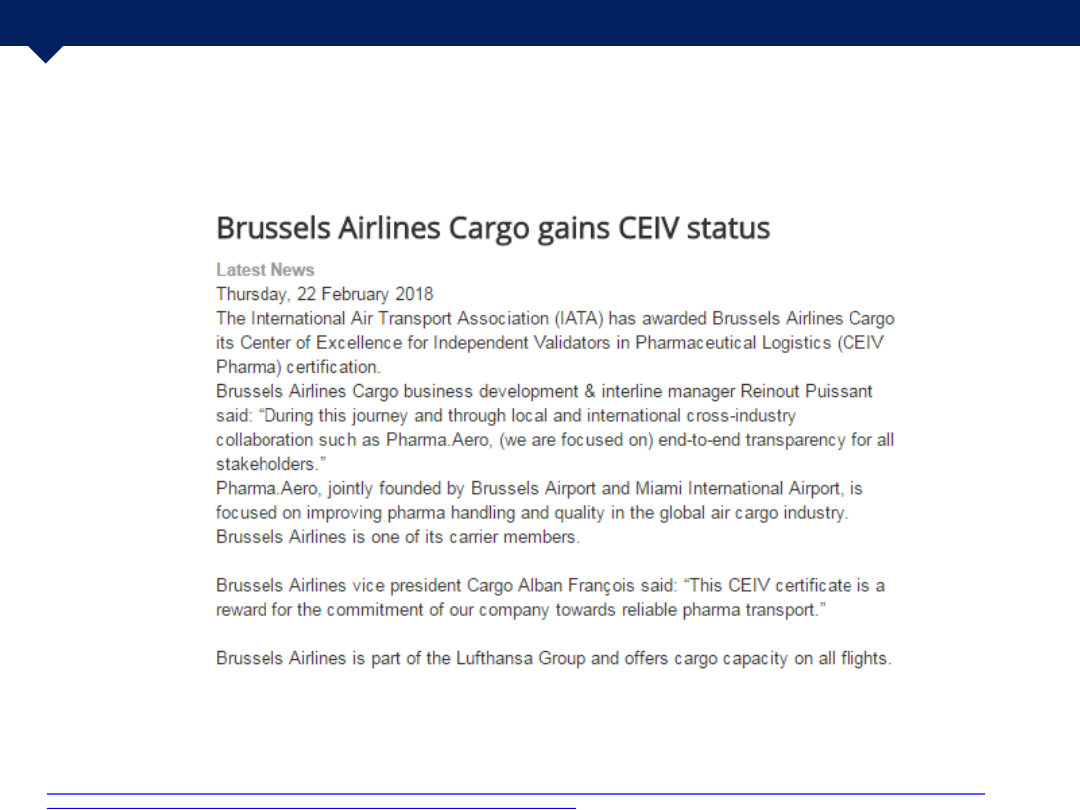 Brussels Airlines Cargo gains CEIV status
Latest News
Thursday, 22 February 2018
The International Air Transport Association (IATA) has awarded Brussels Airlines Cargo
its Center of Excellence for Independent Validators in Pharmaceutical Logistics (CEIV
Pharma) certification.
Brussels Airlines Cargo business development & interline manager Reinout Puissant
said: “During this journey and through local and international cross-industry
collaboration such as Pharma.Aero, (we are focused on) end-to-end transparency for all
stakeholders.”
Pharma.Aero, jointly founded by Brussels Airport and Miami International Airport, is
focused on improving pharma handling and quality in the global air cargo industry.
Brussels Airlines is one of its carrier members.
Brussels Airlines vice president Cargo Alban François said: “This CEIV certificate is a
reward for the commitment of our company towards reliable pharma transport.”
Brussels Airlines is part of the Lufthansa Group and offers cargo capacity on all flights.